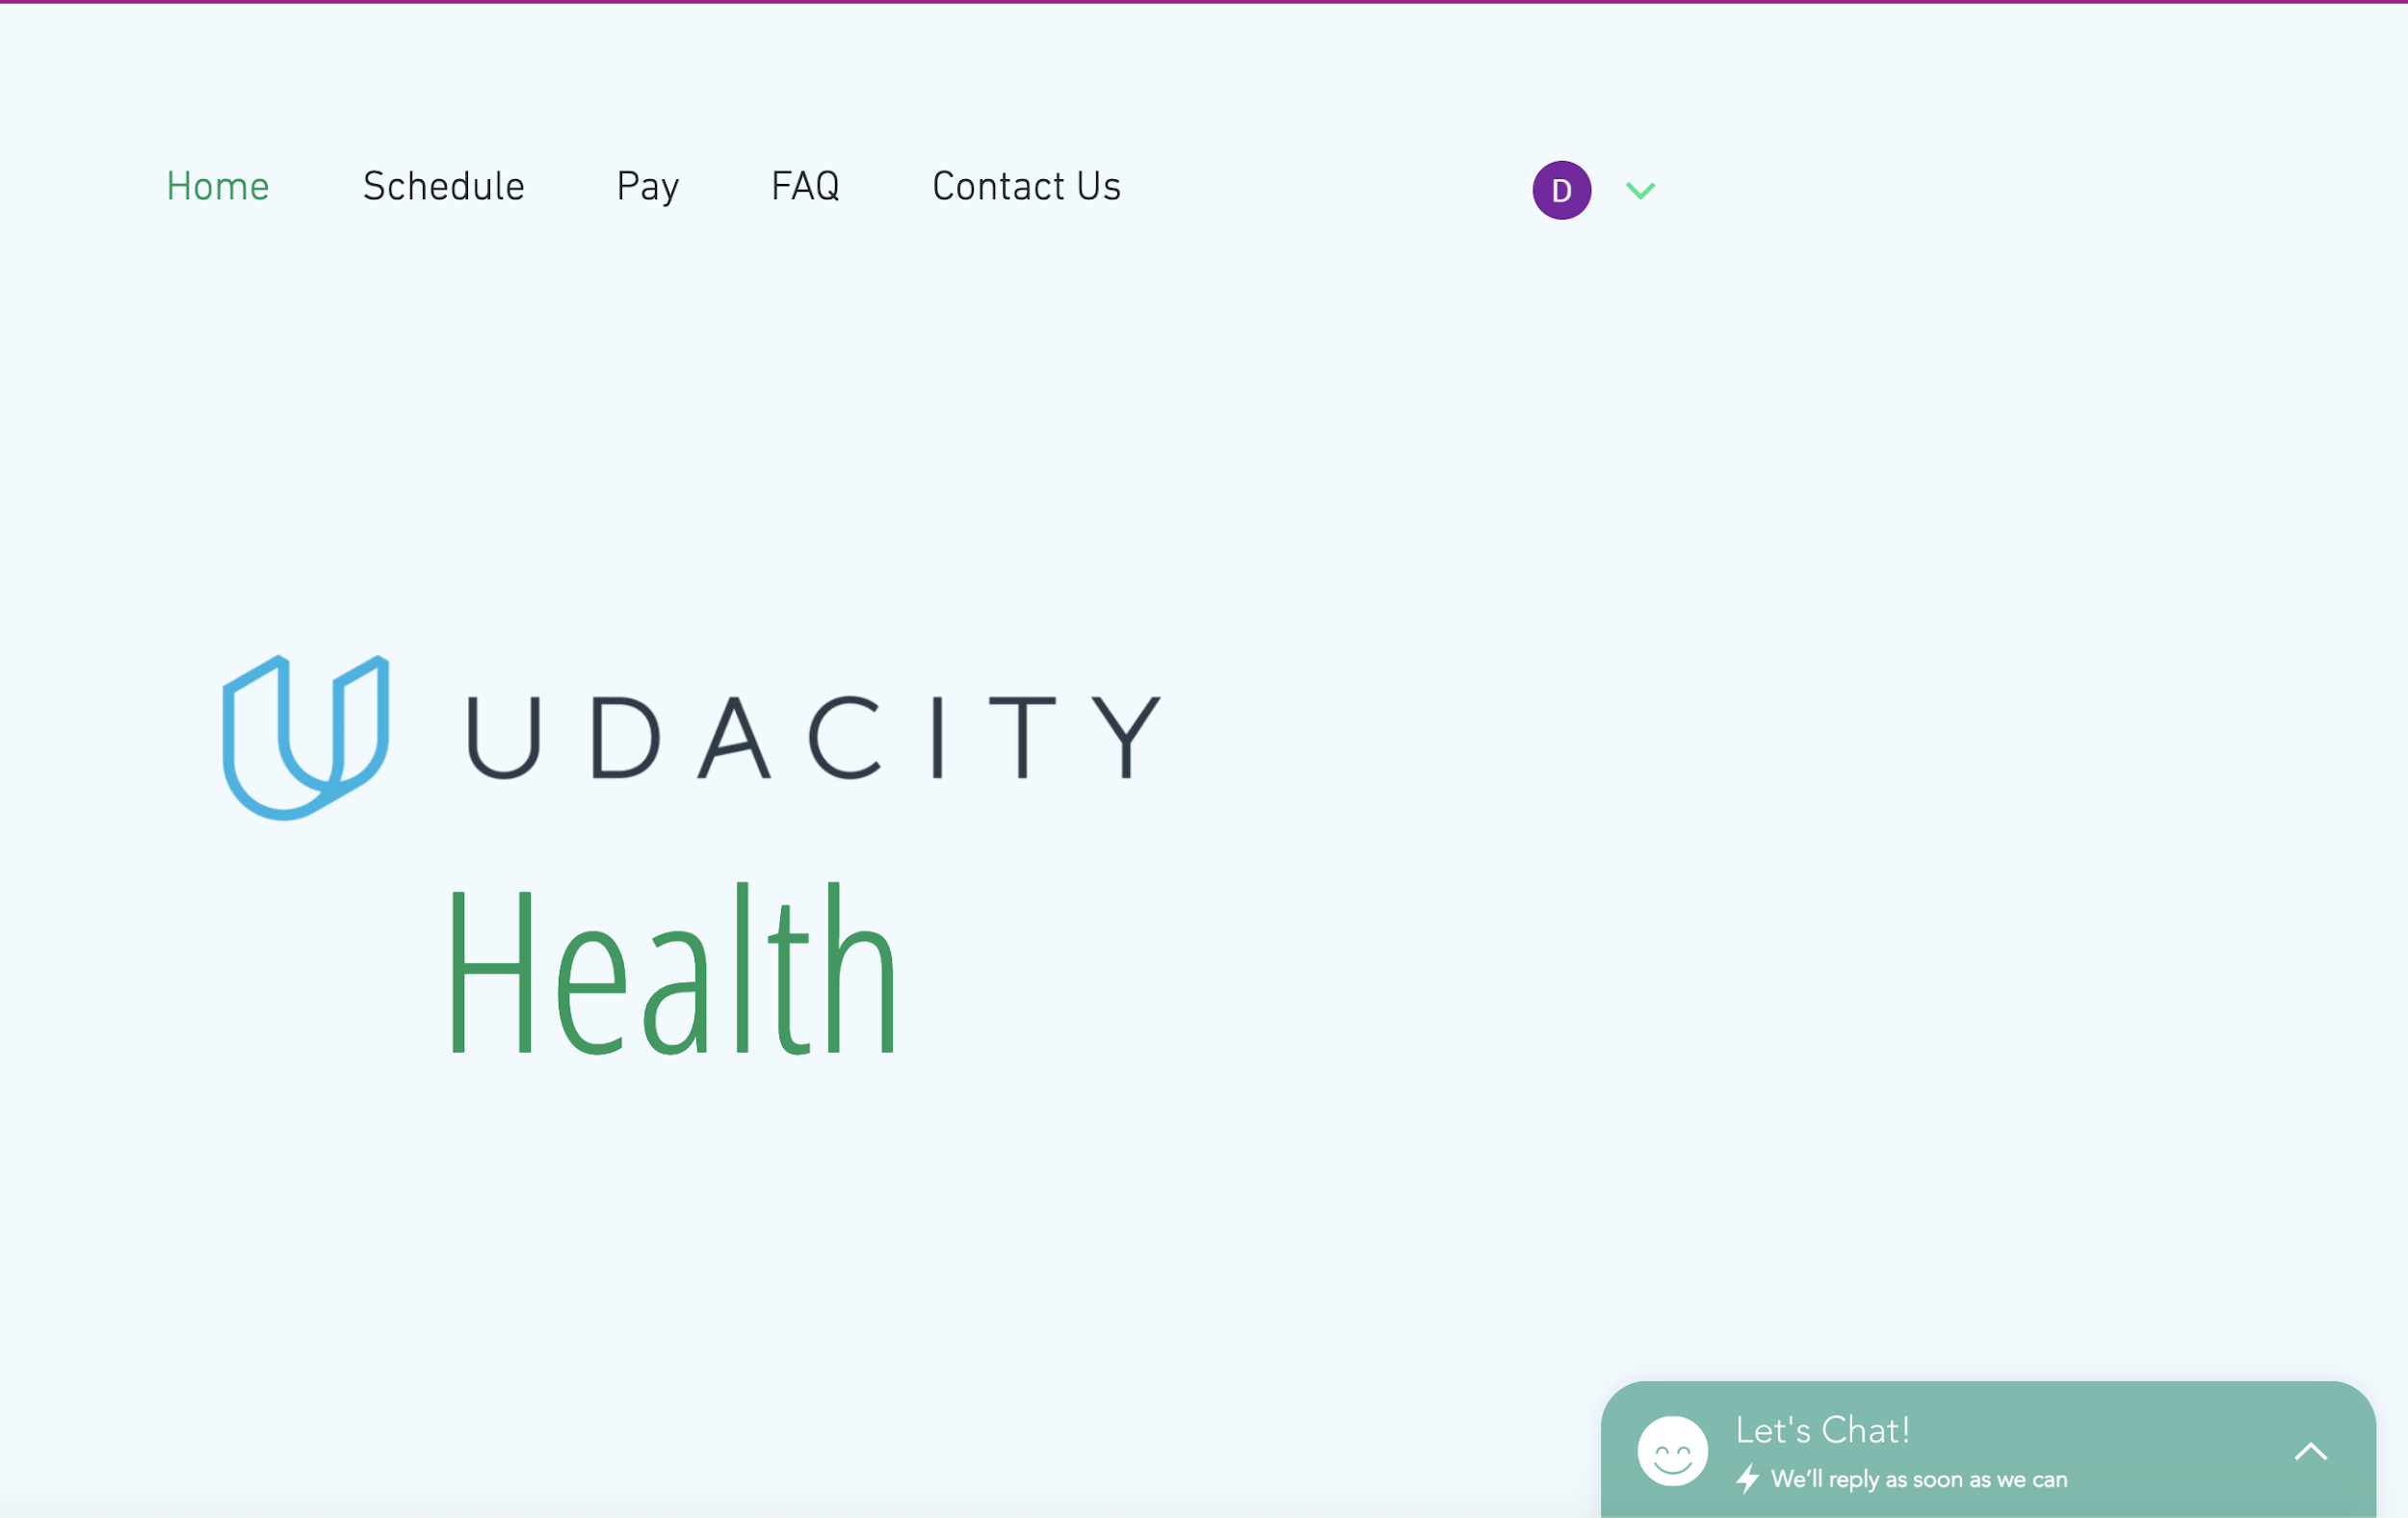 Home Schedule Pay FAQ Contact Us D
UDACITY
Health
Let's Chat!
We'll reply as soon as we can